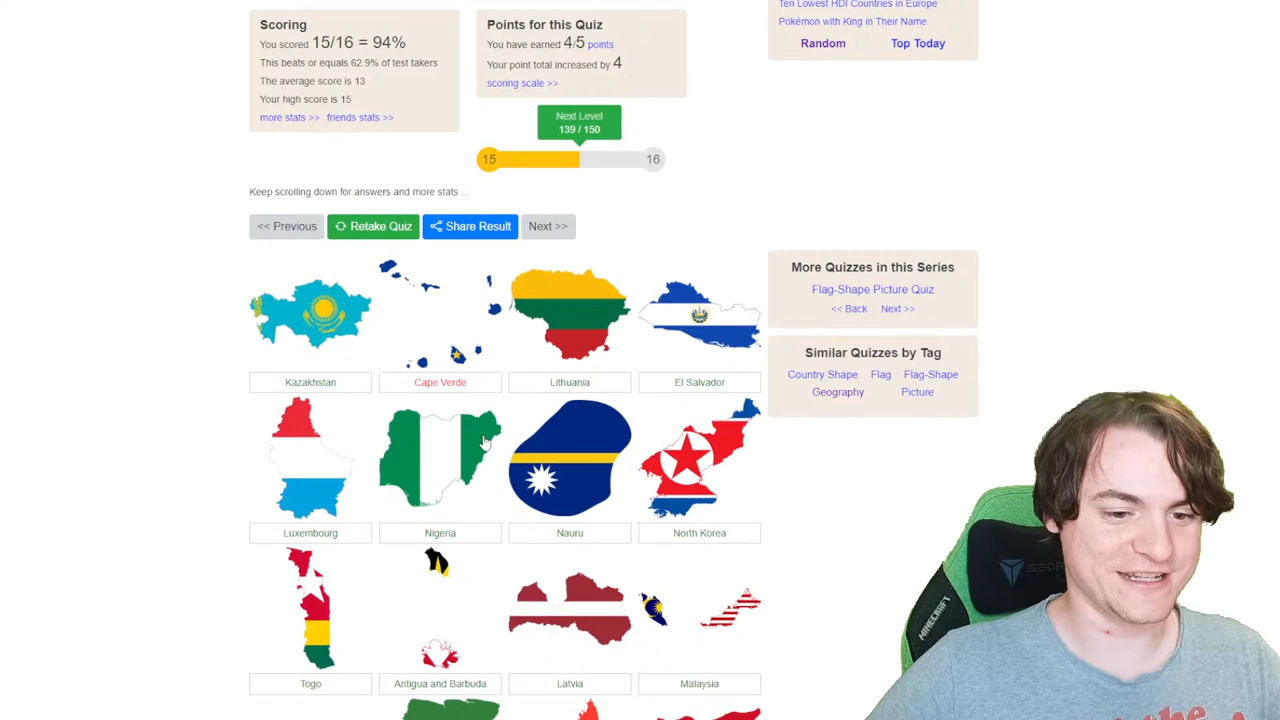 Ten Lowest HDI Countries in Europe
Pokémon with King in Their Name
Random Top Today
Scoring
You scored 15/16 = 94%
This beats or equals 62.9% of test takers
The average score is 13
Your high score is 15
more stats >> friends stats >>
Points for this Quiz
You have earned 4/5 points
Your point total increased by 4
scoring scale >>
Next Level
139 / 150
15 16
Keep scrolling down for answers and more stats ...
<< Previous Retake Quiz Share Result Next >>
More Quizzes in this Series
Flag-Shape Picture Quiz
<< Back Next >>
Similar Quizzes by Tag
Country Shape Flag Flag-Shape
Geography Picture
Kazakhstan Cape Verde Lithuania El Salvador
Luxembourg Nigeria Nauru North Korea
Togo Antigua and Barbuda Latvia Malaysia
MINECRAFT